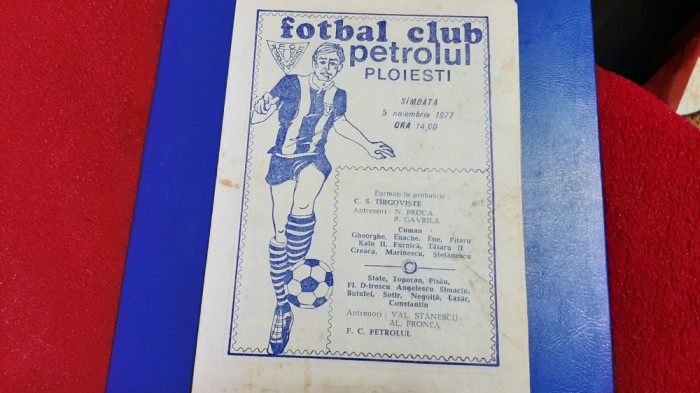 fotbal club
petrolul
PLOIESTI
SÎMBATA
5 noiembrie 1977
ORA 14,00
Formațiile probabile :
C. S. TÎRGOVIȘTE
Antrenori : N. PROCA
P. GAVRILĂ
Coman
Gheorghe, Enache, Ene, Pitaru
Kalo II, Furnică, Tătaru II
Greaca, Marinescu, Ștefănescu
State, Toporan, Pisău,
Fl. D-trescu Angelescu Simaciu,
Butufei, Sotir, Negoiță, Lazăr,
Constantin
Antrenori : VAL. STĂNESCU
AL. FRONEA
F. C. PETROLUL